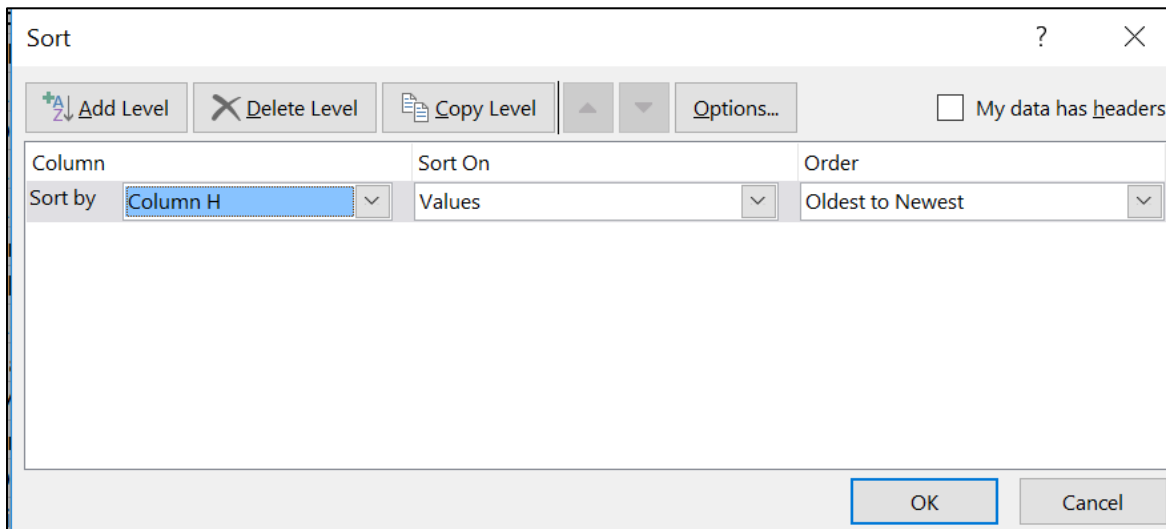 Sort ?
Add Level Delete Level Copy Level Options... My data has headers
Column Sort On Order
Sort by Column H Values Oldest to Newest
OK Cancel